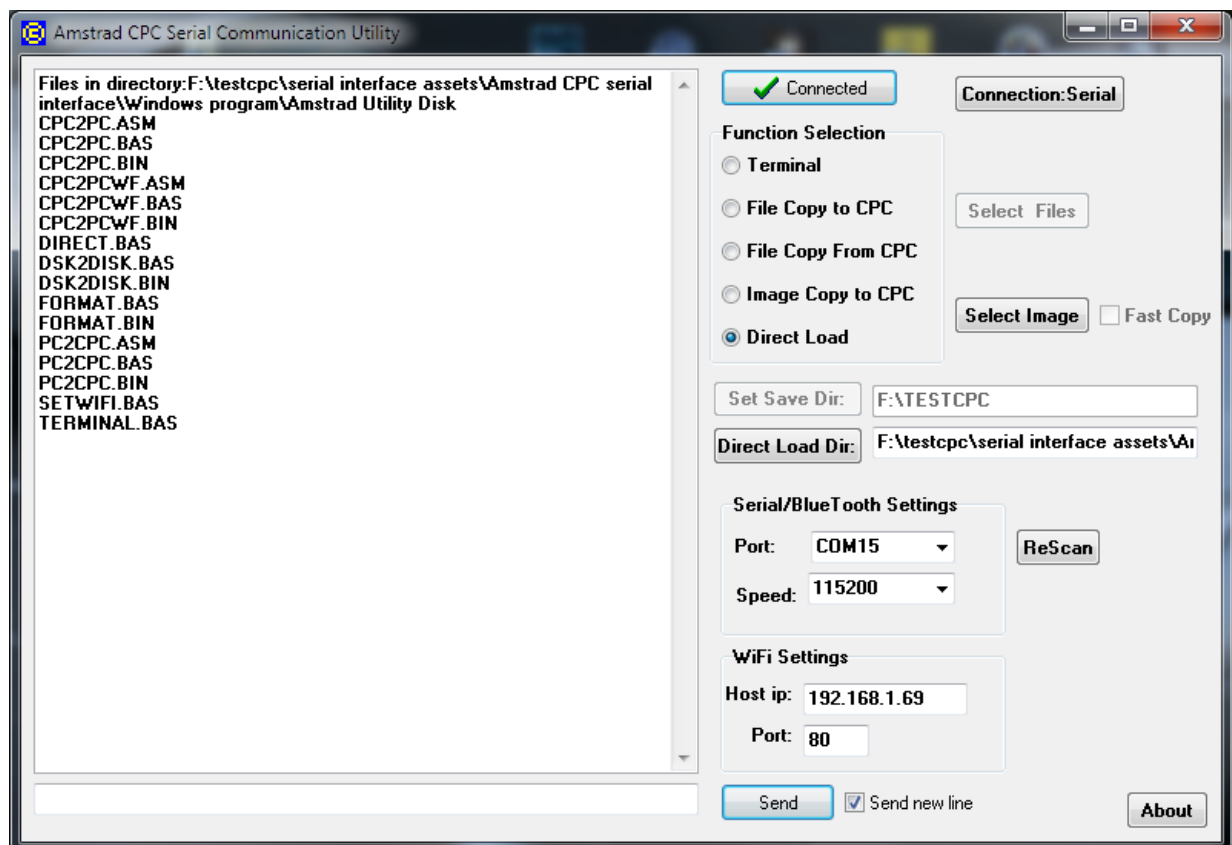 Amstrad CPC Serial Communication Utility
Files in directory:F:\testcpc\serial interface assets\Amstrad CPC serial
interface\Windows program\Amstrad Utility Disk
CPC2PC.ASM
CPC2PC.BAS
CPC2PC.BIN
CPC2PCWF.ASM
CPC2PCWF.BAS
CPC2PCWF.BIN
DIRECT.BAS
DSK2DISK.BAS
DSK2DISK.BIN
FORMAT.BAS
FORMAT.BIN
PC2CPC.ASM
PC2CPC.BAS
PC2CPC.BIN
SETWIFI.BAS
TERMINAL.BAS
Connected
Connection:Serial
Function Selection
Terminal
File Copy to CPC
Select Files
File Copy From CPC
Image Copy to CPC
Select Image
Fast Copy
Direct Load
Set Save Dir:
F:\TESTCPC
Direct Load Dir:
F:\testcpc\serial interface assets\A
Serial/BlueTooth Settings
Port:
COM15
ReScan
Speed:
115200
WiFi Settings
Host ip:
192.168.1.69
Port:
80
Send
Send new line
About